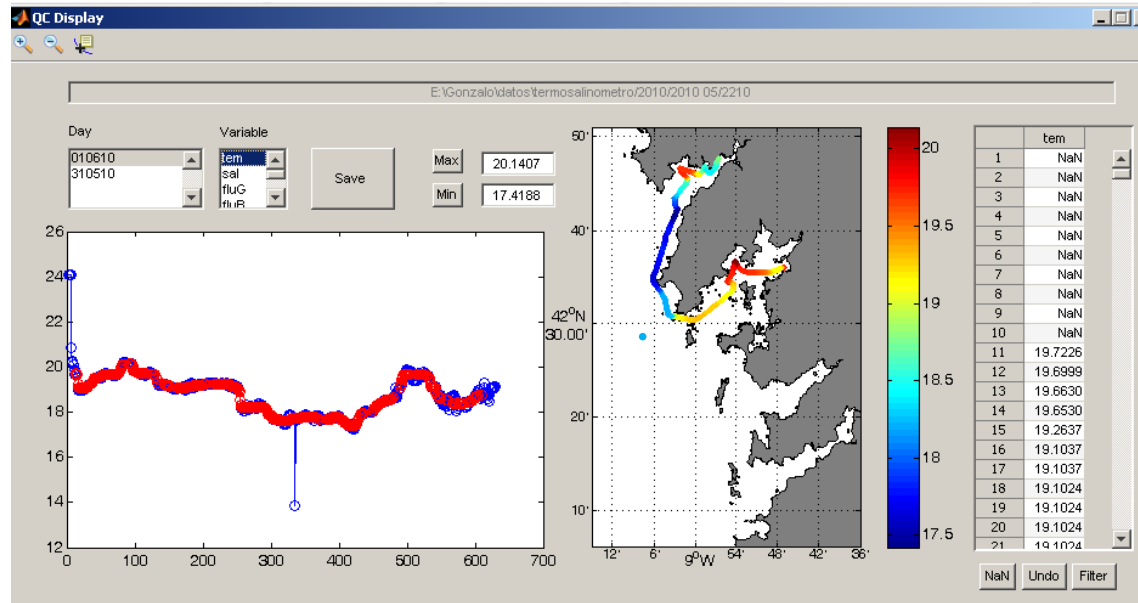 QC Display
E:\Gonzalo\datos\termosalinometro/2010/2010 05/2210
Day
Variable
010610
310510
tem
sal
fluG
fluB
Save
Max 20.1407
Min 17.4188
26
24
22
20
18
16
14
12
0 100 200 300 400 500 600 700
50'
40'
42°N
30.00'
20'
10'
12' 6' 9°W 54' 48' 42' 36'
20
19.5
19
18.5
18
17.5
tem
1 NaN
2 NaN
3 NaN
4 NaN
5 NaN
6 NaN
7 NaN
8 NaN
9 NaN
10 NaN
11 19.7226
12 19.6999
13 19.6630
14 19.6530
15 19.2637
16 19.1037
17 19.1037
18 19.1024
19 19.1024
20 19.1024
21 19.1024
NaN Undo Filter